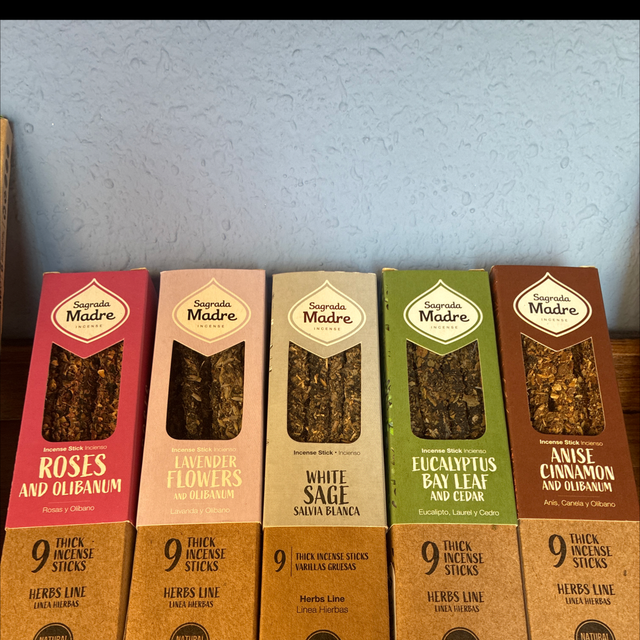 Sagrada
Madre
INCENSE
Incense Stick Incienso
ROSES
AND OLIBANUM
Rosas y Olibano
9 THICK
INCENSE
STICKS
HERBS LINE
LINEA HIERBAS
NATURAL
Sagrada
Madre
INCENSE
Incense Stick Incienso
LAVENDER
FLOWERS
AND OLIBANUM
Lavanda y Olibano
9 THICK
INCENSE
STICKS
HERBS LINE
LINEA HIERBAS
NATURAL
Sagrada
Madre
INCENSE
Incense Stick • Incienso
WHITE
SAGE
SALVIA BLANCA
9 THICK INCENSE STICKS
VARILLAS GRUESAS
Herbs Line
Linea Hierbas
Sagrada
Madre
INCENSE
Incense Stick Incienso
EUCALYPTUS
BAY LEAF
AND CEDAR
Eucalipto, Laurel y Cedro
9 THICK
INCENSE
STICKS
HERBS LINE
LINEA HIERBAS
Sagrada
Madre
INCENSE
Incense Stick Incienso
ANISE
CINNAMON
AND OLIBANUM
Anis, Canela y Olibano
9 THICK
INCENSE
STICKS
HERBS LINE
LINEA HIERBAS
NATURAL